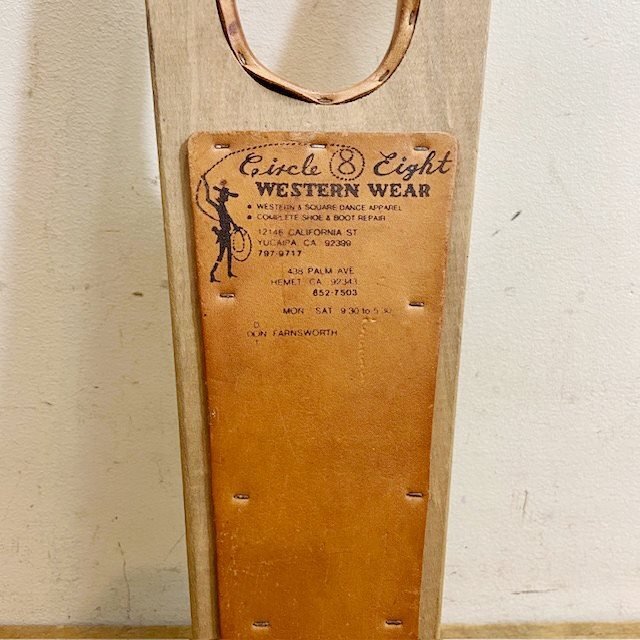 Circle 8 Eight
WESTERN WEAR
• WESTERN & SQUARE DANCE APPAREL
• COMPLETE SHOE & BOOT REPAIR
12146 CALIFORNIA ST
YUCAIPA CA 92399
797-9717
438 PALM AVE
HEMET CA 92343
652-7503
MON SAT 9:30 to 5:30
D
DON FARNSWORTH